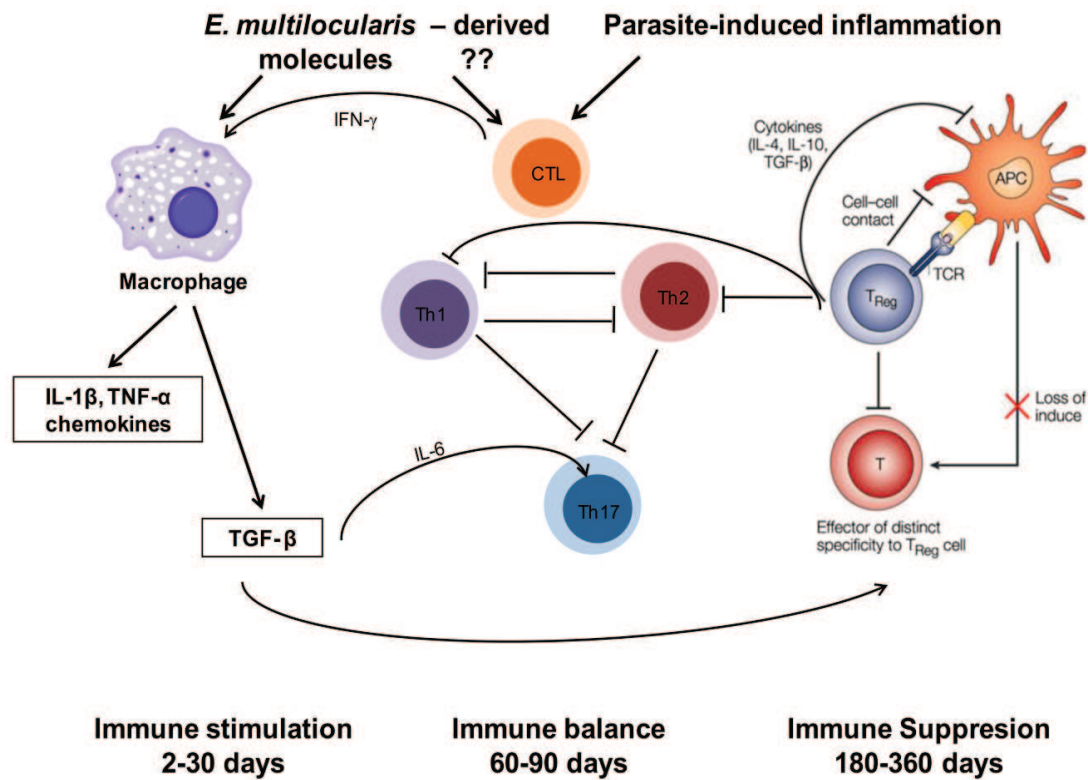 E. multilocularis – derived
molecules
??
Parasite-induced inflammation
IFN-γ
CTL
Cytokines
(IL-4, IL-10,
TGF-β)
APC
Cell–cell
contact
TCR
Macrophage
Th1
Th2
TReg
IL-1β, TNF-α
chemokines
Loss of
induce
IL-6
T
Th17
TGF-β
Effector of distinct
specificity to TReg cell
Immune stimulation
2-30 days
Immune balance
60-90 days
Immune Suppresion
180-360 days